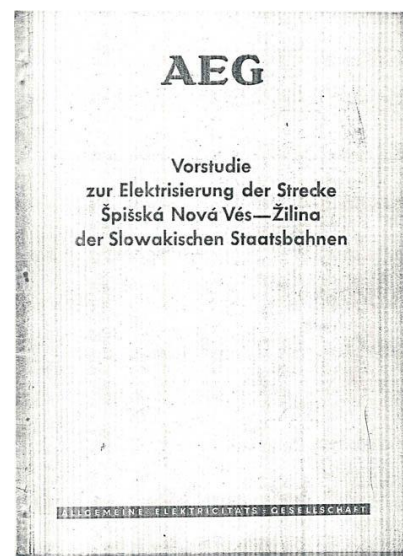 AEG
Vorstudie
zur Elektrisierung der Strecke
Špišská Nová Vés—Žilina
der Slowakischen Staatsbahnen
ALLGEMEINE ELEKTRICITÄTS-GESELLSCHAFT